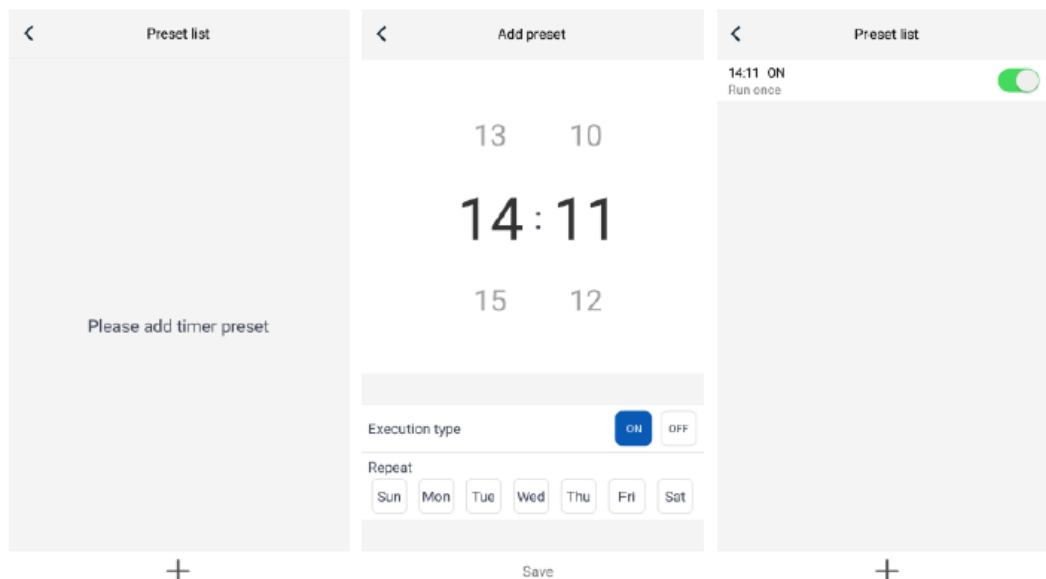 Preset list
Please add timer preset
+
Add preset
13 10
14 : 11
15 12
Execution type ON OFF
Repeat
Sun Mon Tue Wed Thu Fri Sat
Save
Preset list
14:11 ON
Run once
+